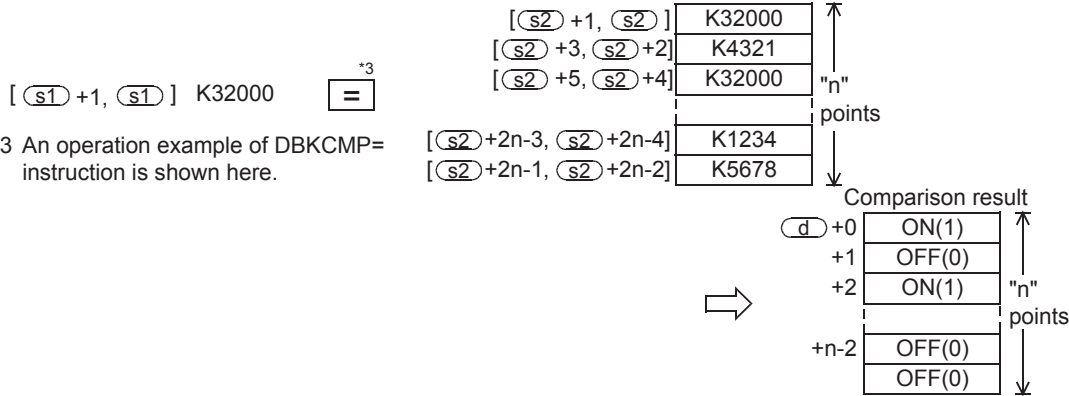 [ s2 +1, s2 ] K32000
[ s2 +3, s2 +2] K4321
[ s2 +5, s2 +4] K32000
"n"
points
[ s1 +1, s1 ] K32000 = *3
3 An operation example of DBKCMP=
instruction is shown here.
[ s2 +2n-3, s2 +2n-4] K1234
[ s2 +2n-1, s2 +2n-2] K5678
Comparison result
d +0 ON(1)
+1 OFF(0)
+2 ON(1)
"n"
points
+n-2 OFF(0)
OFF(0)